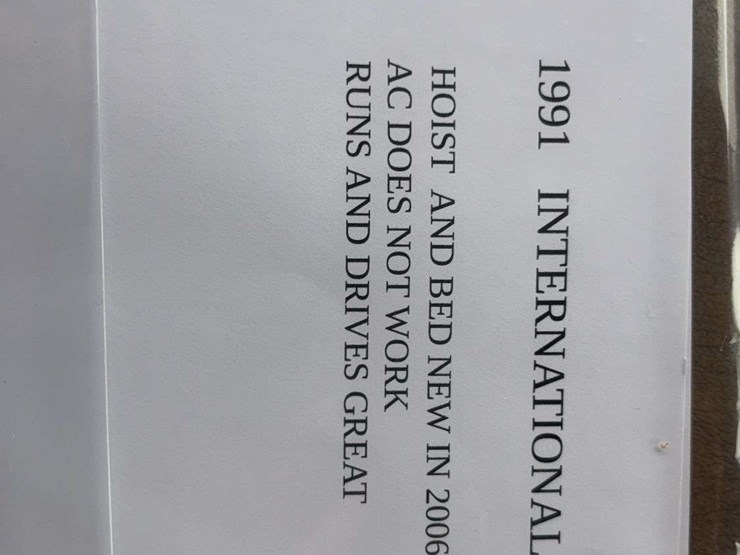 1991 INTERNATIONAL
HOIST AND BED NEW IN 2006
AC DOES NOT WORK
RUNS AND DRIVES GREAT